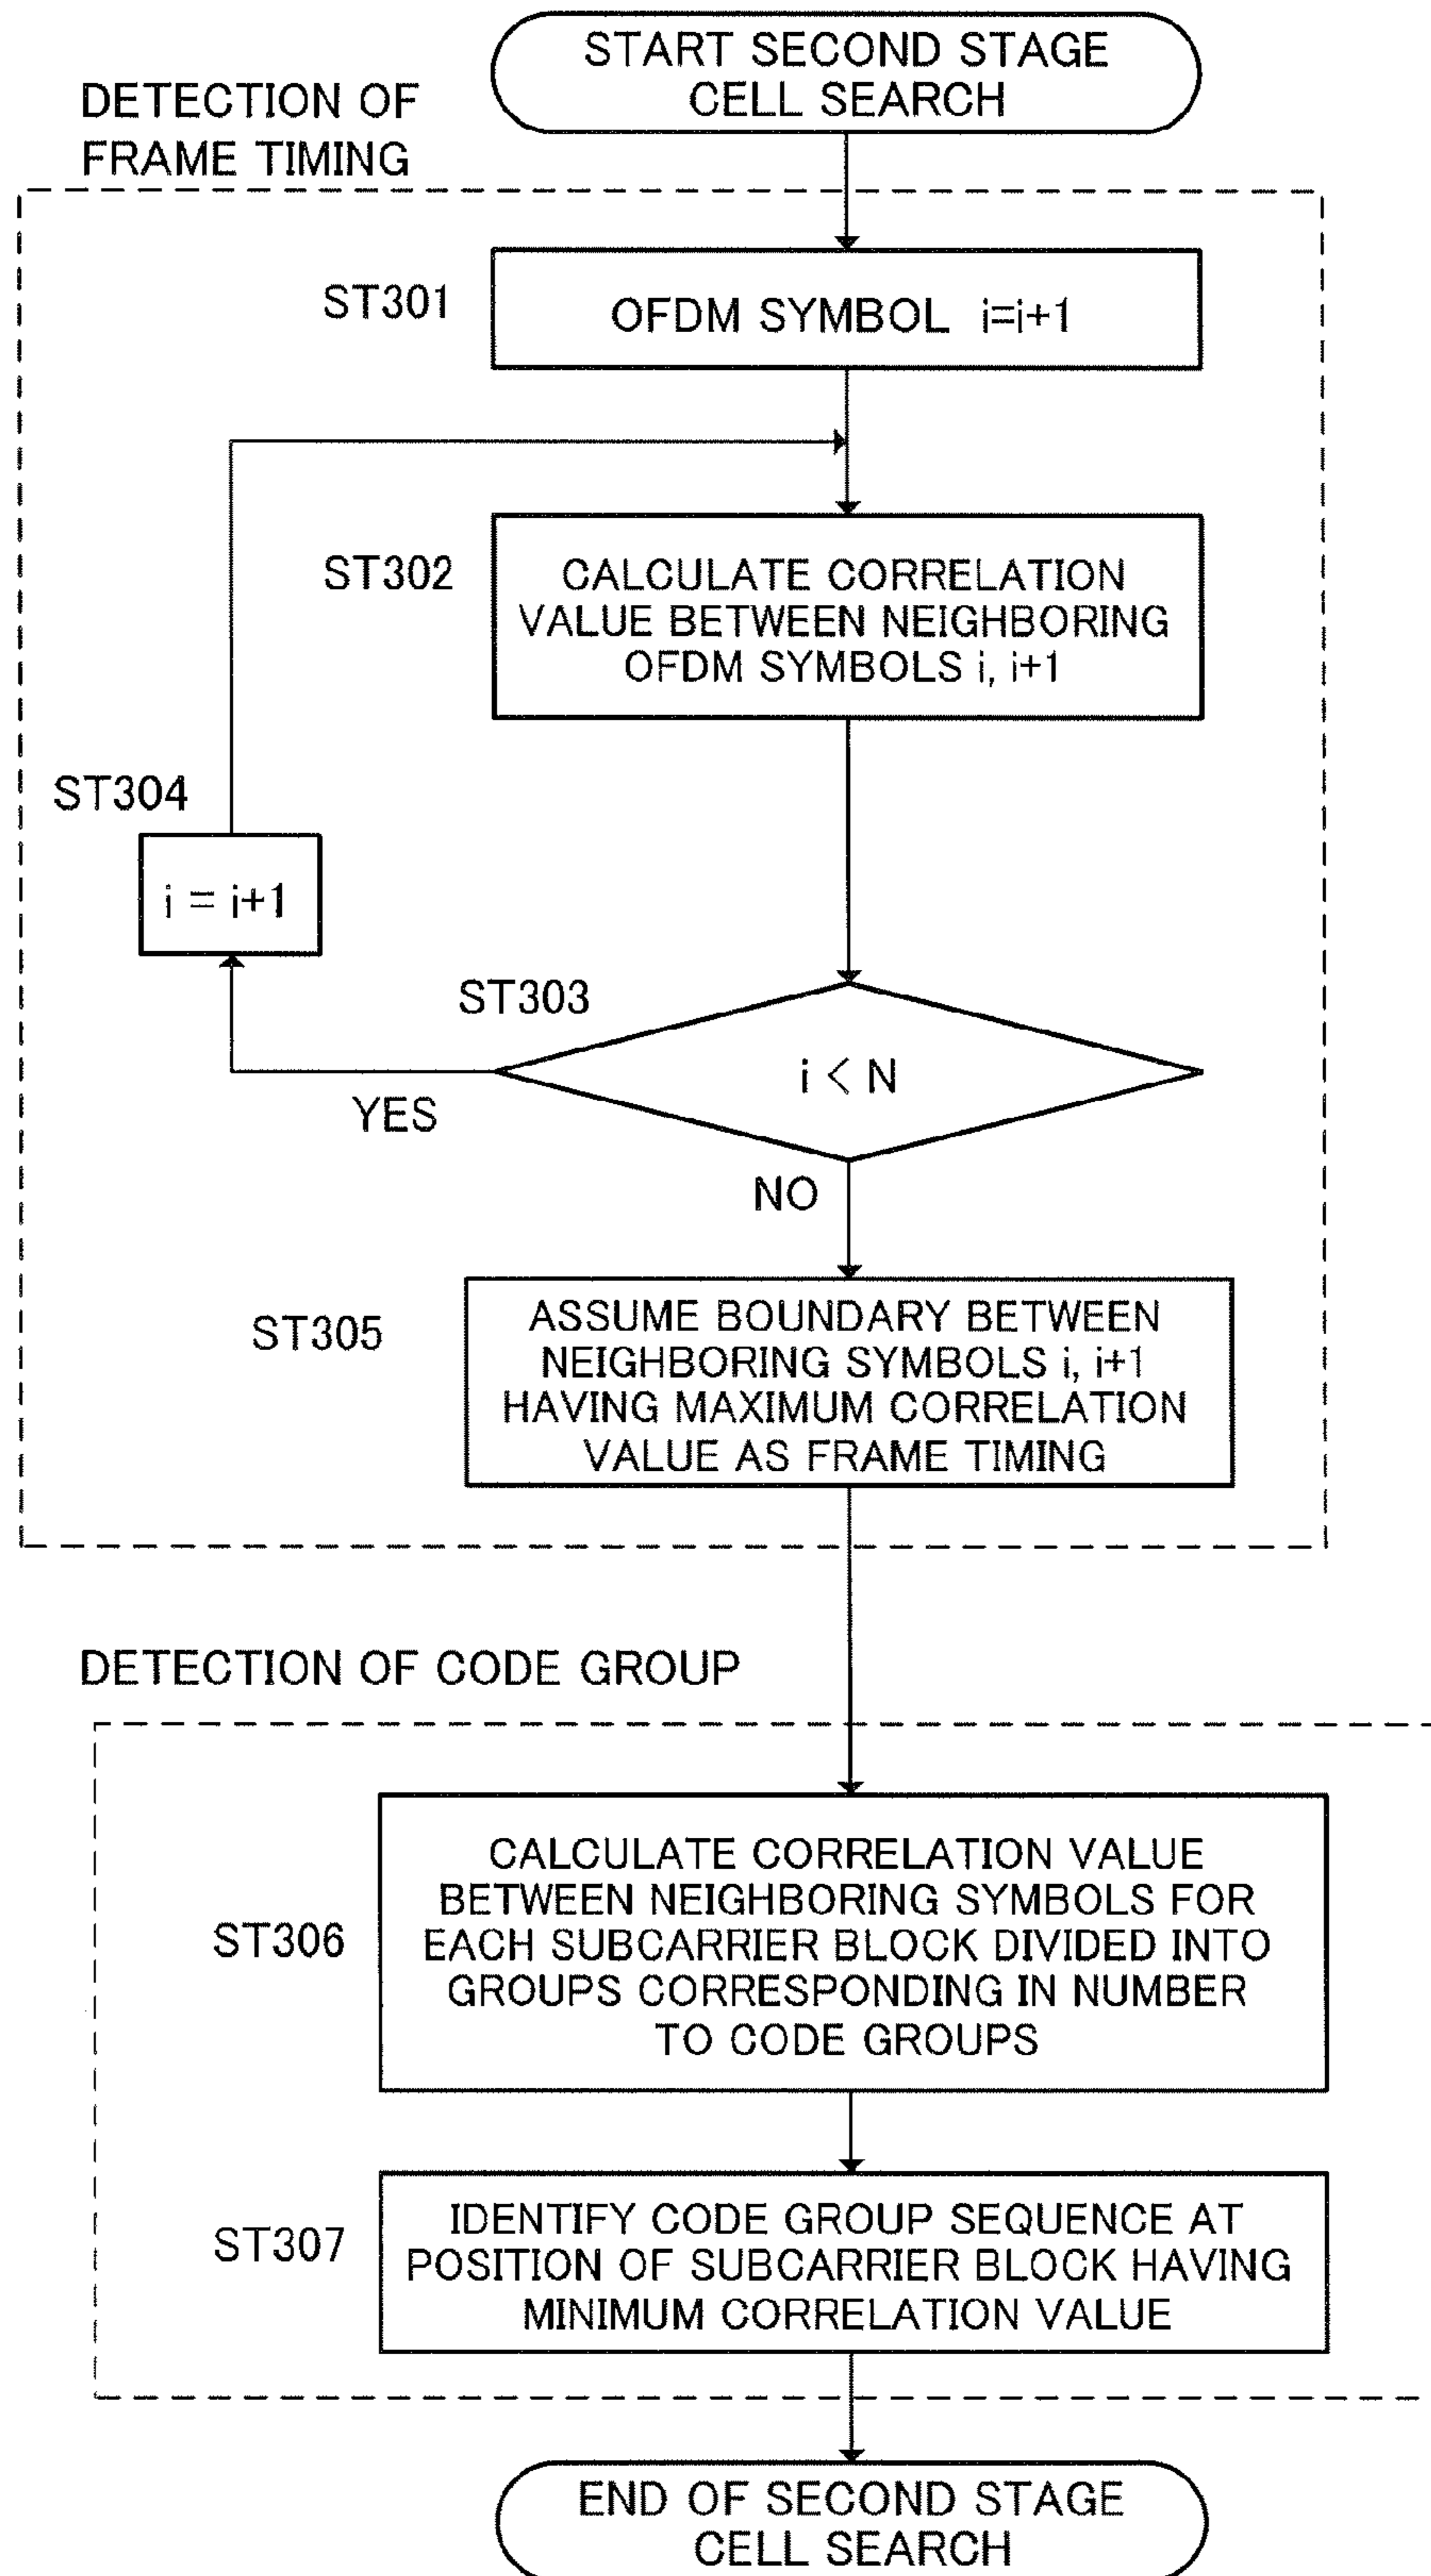 START SECOND STAGE
CELL SEARCH
DETECTION OF
FRAME TIMING
ST301
OFDM SYMBOL i=i+1
ST302
CALCULATE CORRELATION
VALUE BETWEEN NEIGHBORING
OFDM SYMBOLS i, i+1
ST304
i = i+1
ST303
i < N
YES
NO
ST305
ASSUME BOUNDARY BETWEEN
NEIGHBORING SYMBOLS i, i+1
HAVING MAXIMUM CORRELATION
VALUE AS FRAME TIMING
DETECTION OF CODE GROUP
ST306
CALCULATE CORRELATION VALUE
BETWEEN NEIGHBORING SYMBOLS FOR
EACH SUBCARRIER BLOCK DIVIDED INTO
GROUPS CORRESPONDING IN NUMBER
TO CODE GROUPS
ST307
IDENTIFY CODE GROUP SEQUENCE AT
POSITION OF SUBCARRIER BLOCK HAVING
MINIMUM CORRELATION VALUE
END OF SECOND STAGE
CELL SEARCH